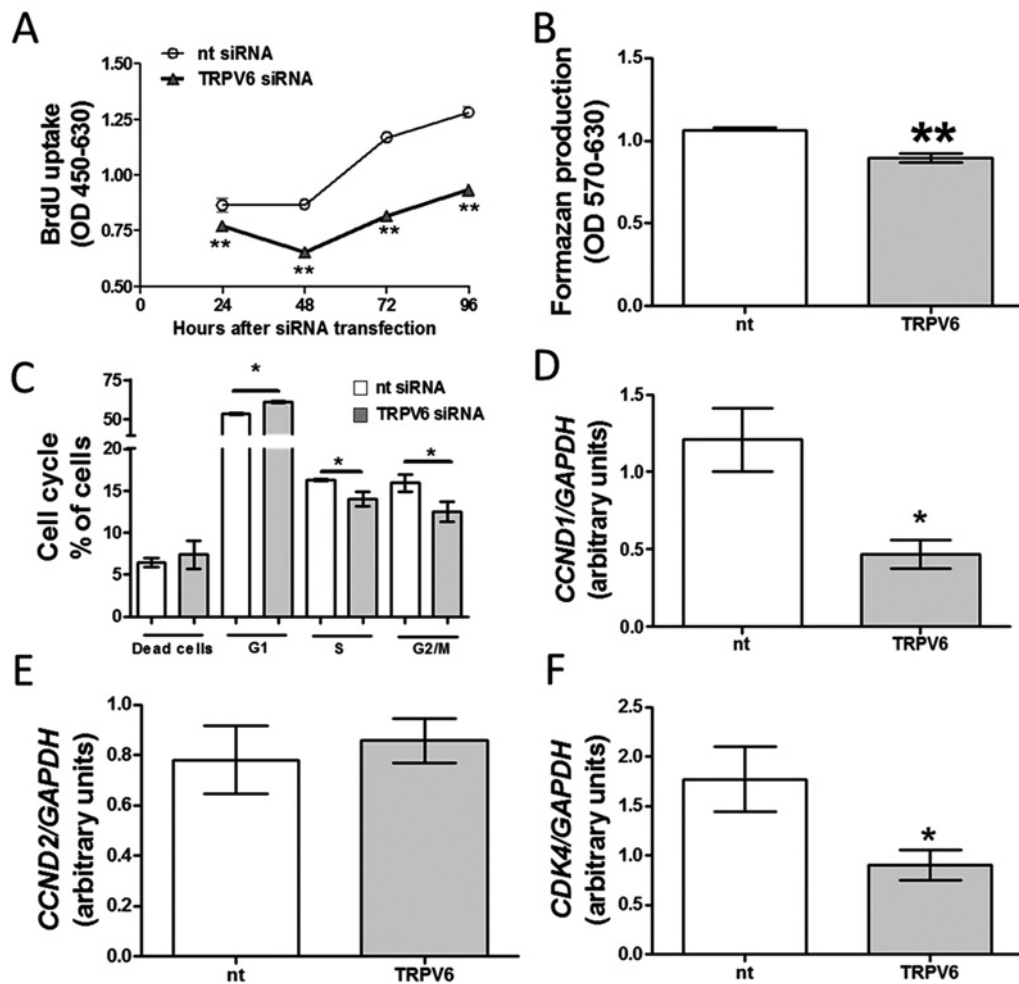 A
nt siRNA
TRPV6 siRNA
BrdU uptake
(OD 450-630)
1.50
1.25
1.00
0.75
0.50
**
**
**
**
0
24
48
72
96
Hours after siRNA transfection
B
Formazan production
(OD 570-630)
1.5
1.0
0.5
0.0
**
nt
TRPV6
C
nt siRNA
TRPV6 siRNA
Cell cycle
% of cells
75
50
20
15
10
5
0
*
*
*
Dead cells
G1
S
G2/M
D
CCND1/GAPDH
(arbitrary units)
1.5
1.0
0.5
0.0
*
nt
TRPV6
E
CCND2/GAPDH
(arbitrary units)
1.0
0.8
0.6
0.4
0.2
0.0
nt
TRPV6
F
CDK4/GAPDH
(arbitrary units)
2.5
2.0
1.5
1.0
0.5
0.0
*
nt
TRPV6